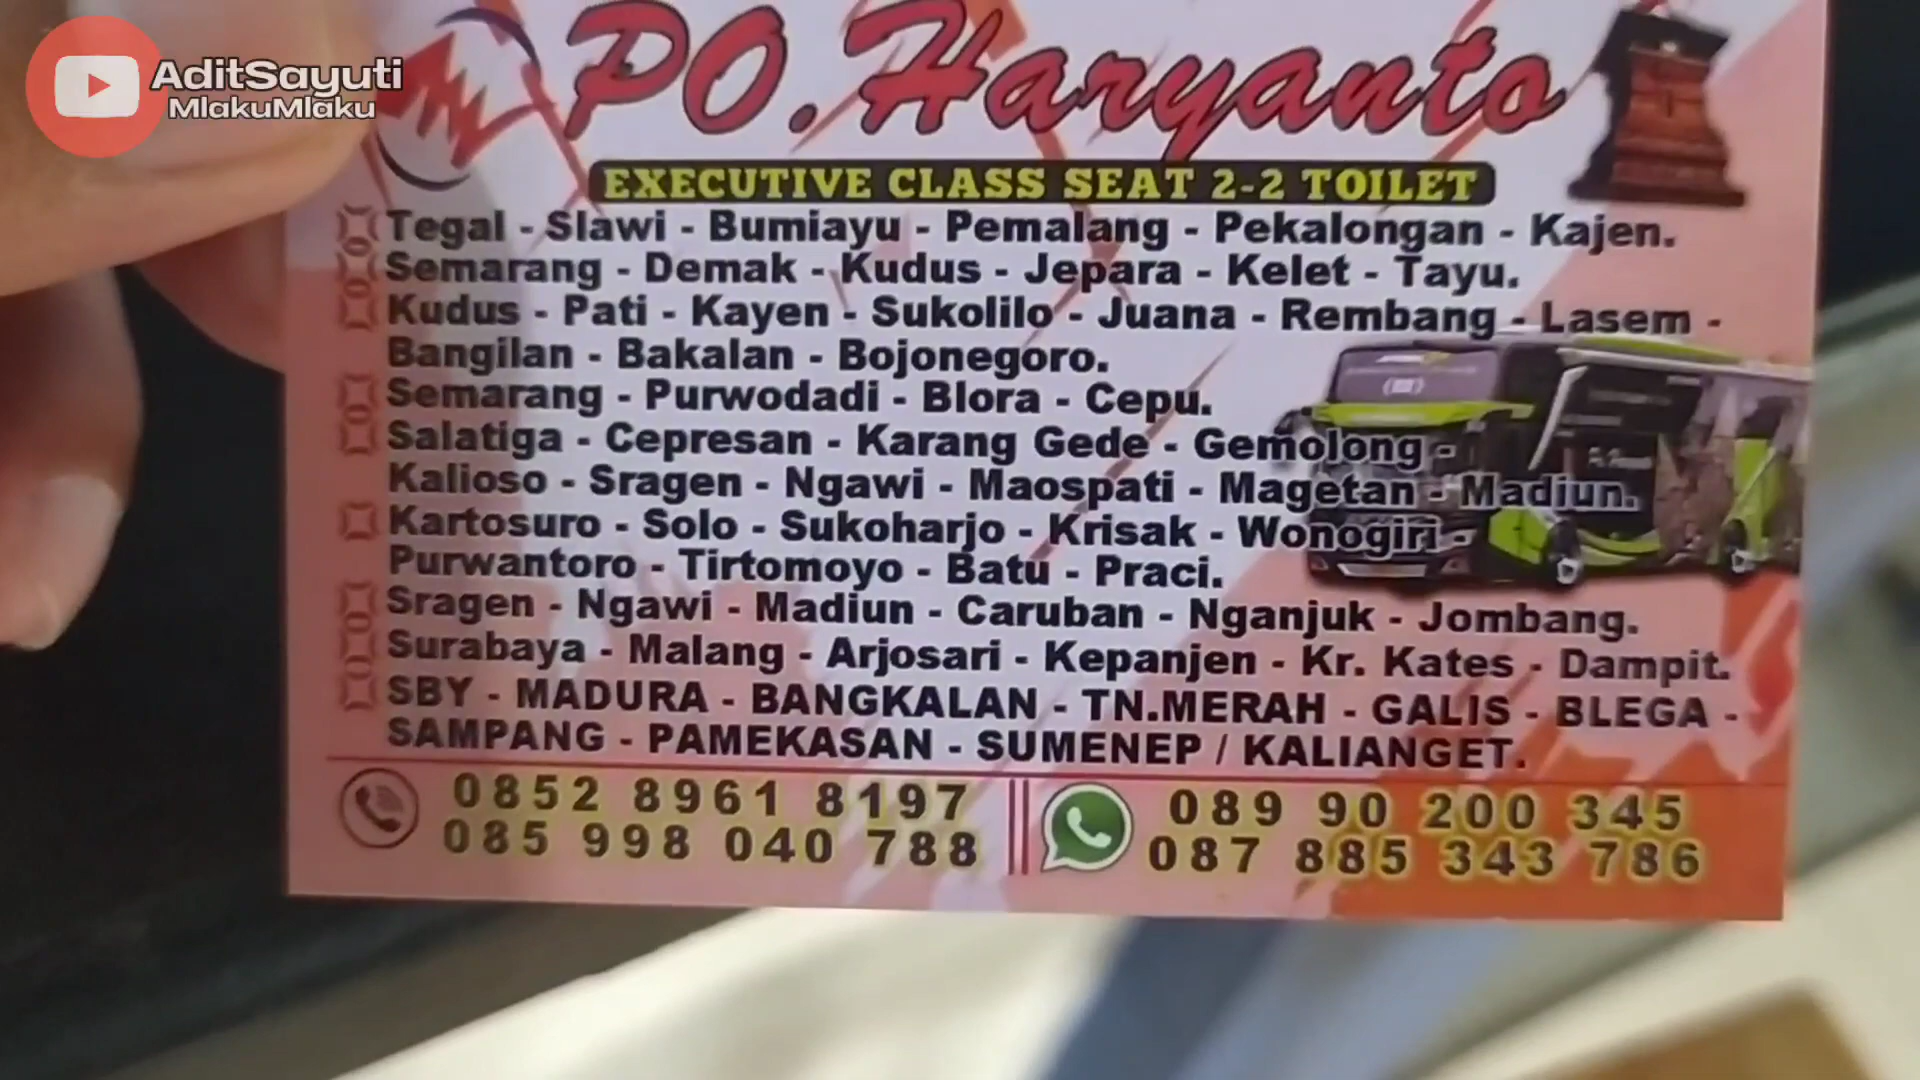 AditSayuti
MlakuMlaku
PO.Haryanto
EXECUTIVE CLASS SEAT 2-2 TOILET
Tegal - Slawi - Bumiayu - Pemalang - Pekalongan - Kajen.
Semarang - Demak - Kudus - Jepara - Kelet - Tayu.
Kudus - Pati - Kayen - Sukolilo - Juana - Rembang - Lasem -
Bangilan - Bakalan - Bojonegoro.
Semarang - Purwodadi - Blora - Cepu.
Salatiga - Cepresan - Karang Gede - Gemolong -
Kalioso - Sragen - Ngawi - Maospati - Magetan - Madiun.
Kartosuro - Solo - Sukoharjo - Krisak - Wonogiri -
Purwantoro - Tirtomoyo - Batu - Praci.
Sragen - Ngawi - Madiun - Caruban - Nganjuk - Jombang.
Surabaya - Malang - Arjosari - Kepanjen - Kr. Kates - Dampit.
SBY - MADURA - BANGKALAN - TN.MERAH - GALIS - BLEGA -
SAMPANG - PAMEKASAN - SUMENEP / KALIANGET.
0852 8961 8197
085 998 040 788
089 90 200 345
087 885 343 786